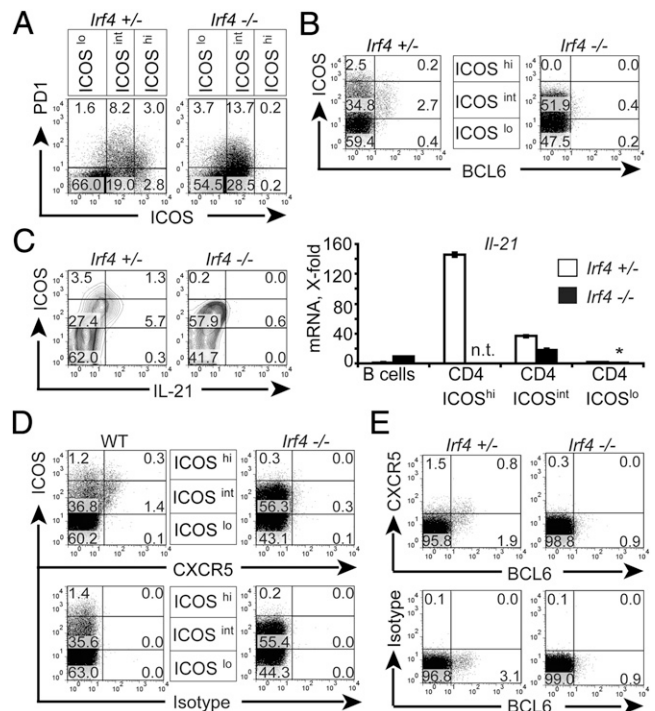 A
Irf4 +/-
Irf4 -/-
ICOS lo
ICOS int
ICOS hi
ICOS lo
ICOS int
ICOS hi
PD1
1.6 8.2 3.0
66.0 19.0 2.8
3.7 13.7 0.2
54.5 28.5 0.2
ICOS
B
Irf4 +/-
Irf4 -/-
ICOS
2.5 0.2
34.8 2.7
59.4 0.4
ICOS hi
ICOS int
ICOS lo
0.0 0.0
51.9 0.4
47.5 0.2
BCL6
C
Irf4 +/-
Irf4 -/-
ICOS
3.5 1.3
27.4 5.7
62.0 0.3
0.2 0.0
57.9 0.6
41.7 0.0
IL-21
mRNA, X-fold
160
120
80
40
0
Il-21
Irf4 +/-
Irf4 -/-
n.t.
*
B cells
CD4 ICOShi
CD4 ICOSint
CD4 ICOSlo
D
WT
Irf4 -/-
ICOS
1.2 0.3
36.8 1.4
60.2 0.1
ICOS hi
ICOS int
ICOS lo
0.3 0.0
56.3 0.3
43.1 0.1
CXCR5
1.4 0.0
35.6 0.0
63.0 0.0
ICOS hi
ICOS int
ICOS lo
0.2 0.0
55.4 0.0
44.3 0.0
Isotype
E
Irf4 +/-
Irf4 -/-
CXCR5
1.5 0.8
95.8 1.9
0.3 0.0
98.8 0.9
BCL6
Isotype
0.1 0.0
96.8 3.1
0.1 0.0
99.0 0.9
BCL6